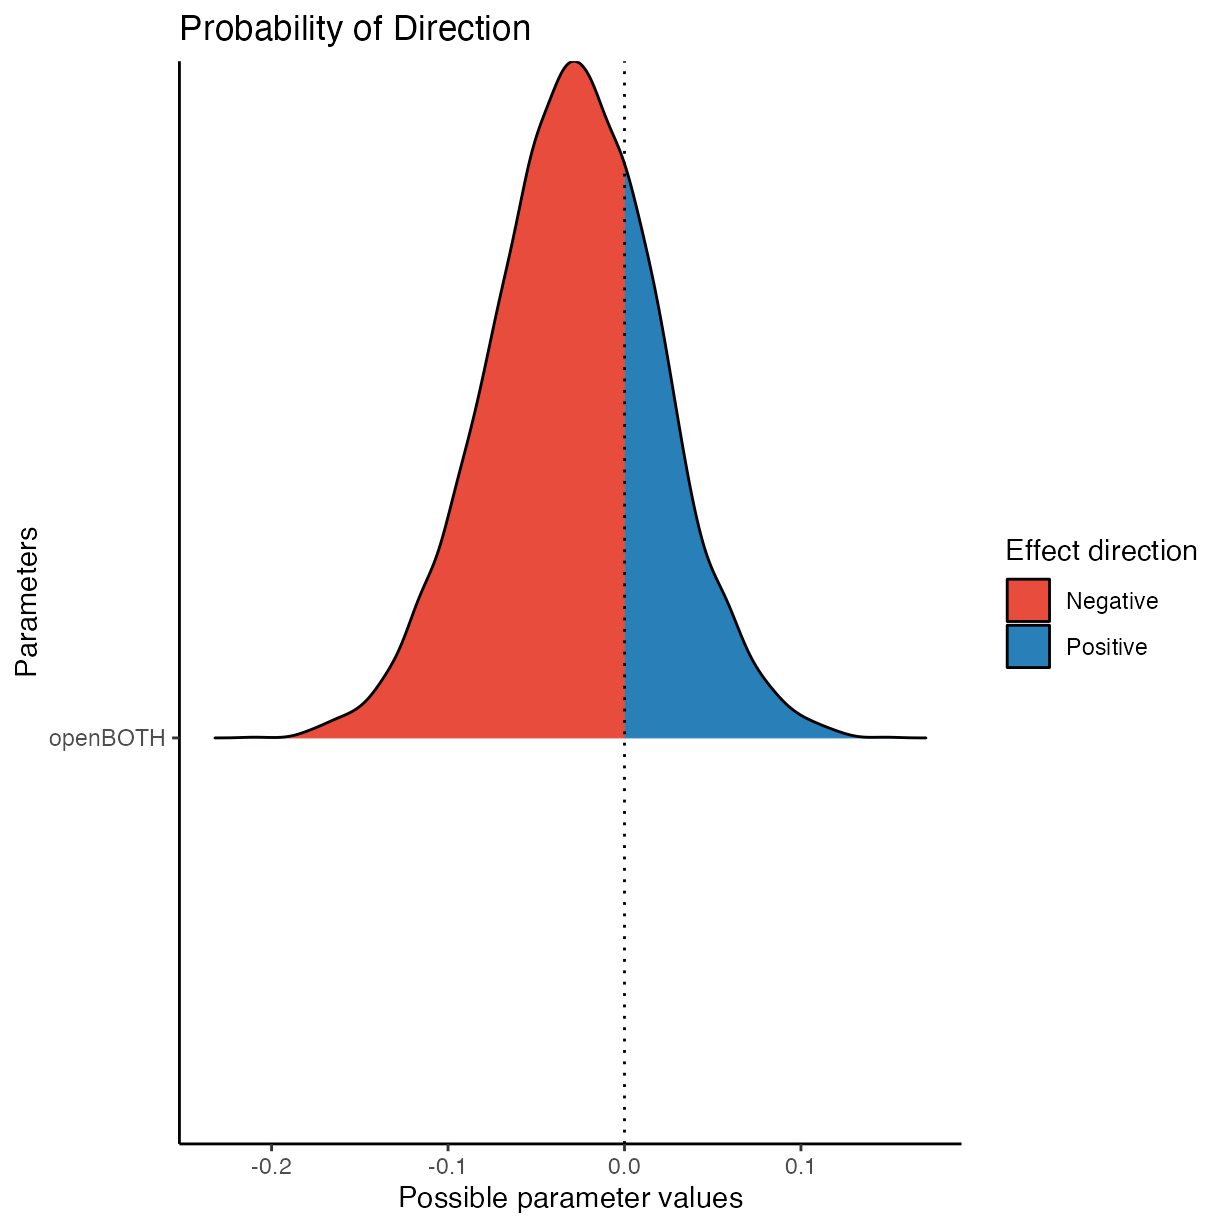 Probability of Direction
Parameters
openBOTH
-0.2
-0.1
0.0
0.1
Possible parameter values
Effect direction
Negative
Positive